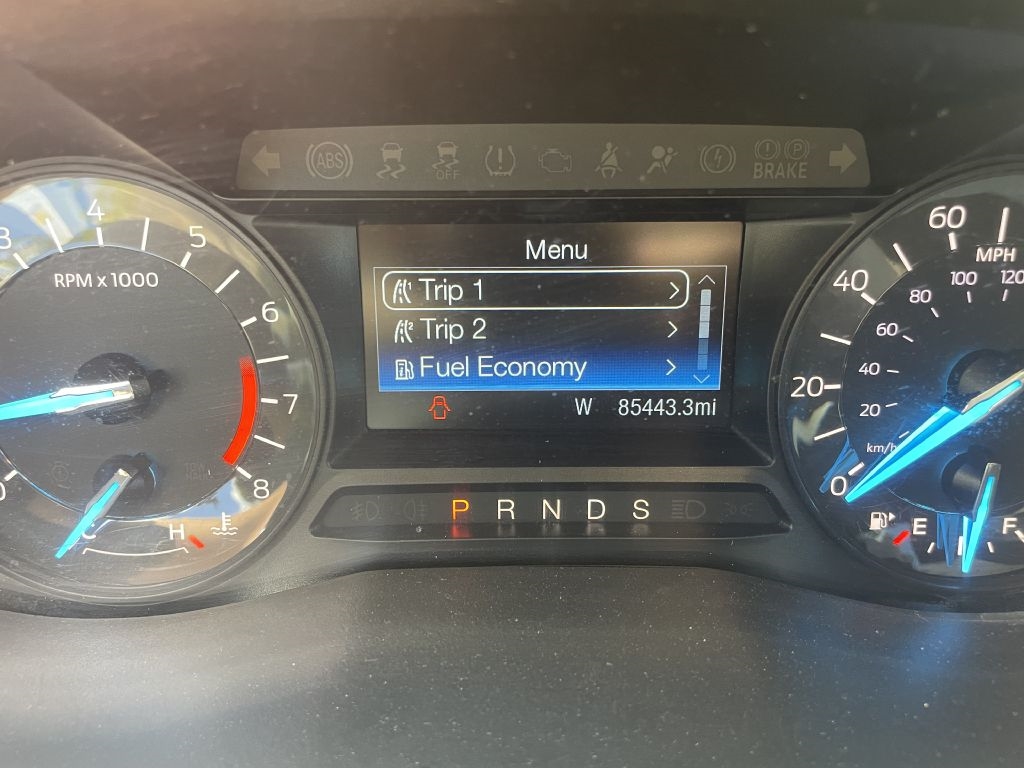 ABS
OFF
BRAKE
Menu
Trip 1
Trip 2
Fuel Economy
W 85443.3mi
P R N D S
3 4 5 6 7 8
RPM x 1000
0
C H
0 20 40 60
MPH
20 40 60 80 100 120
km/h
E F